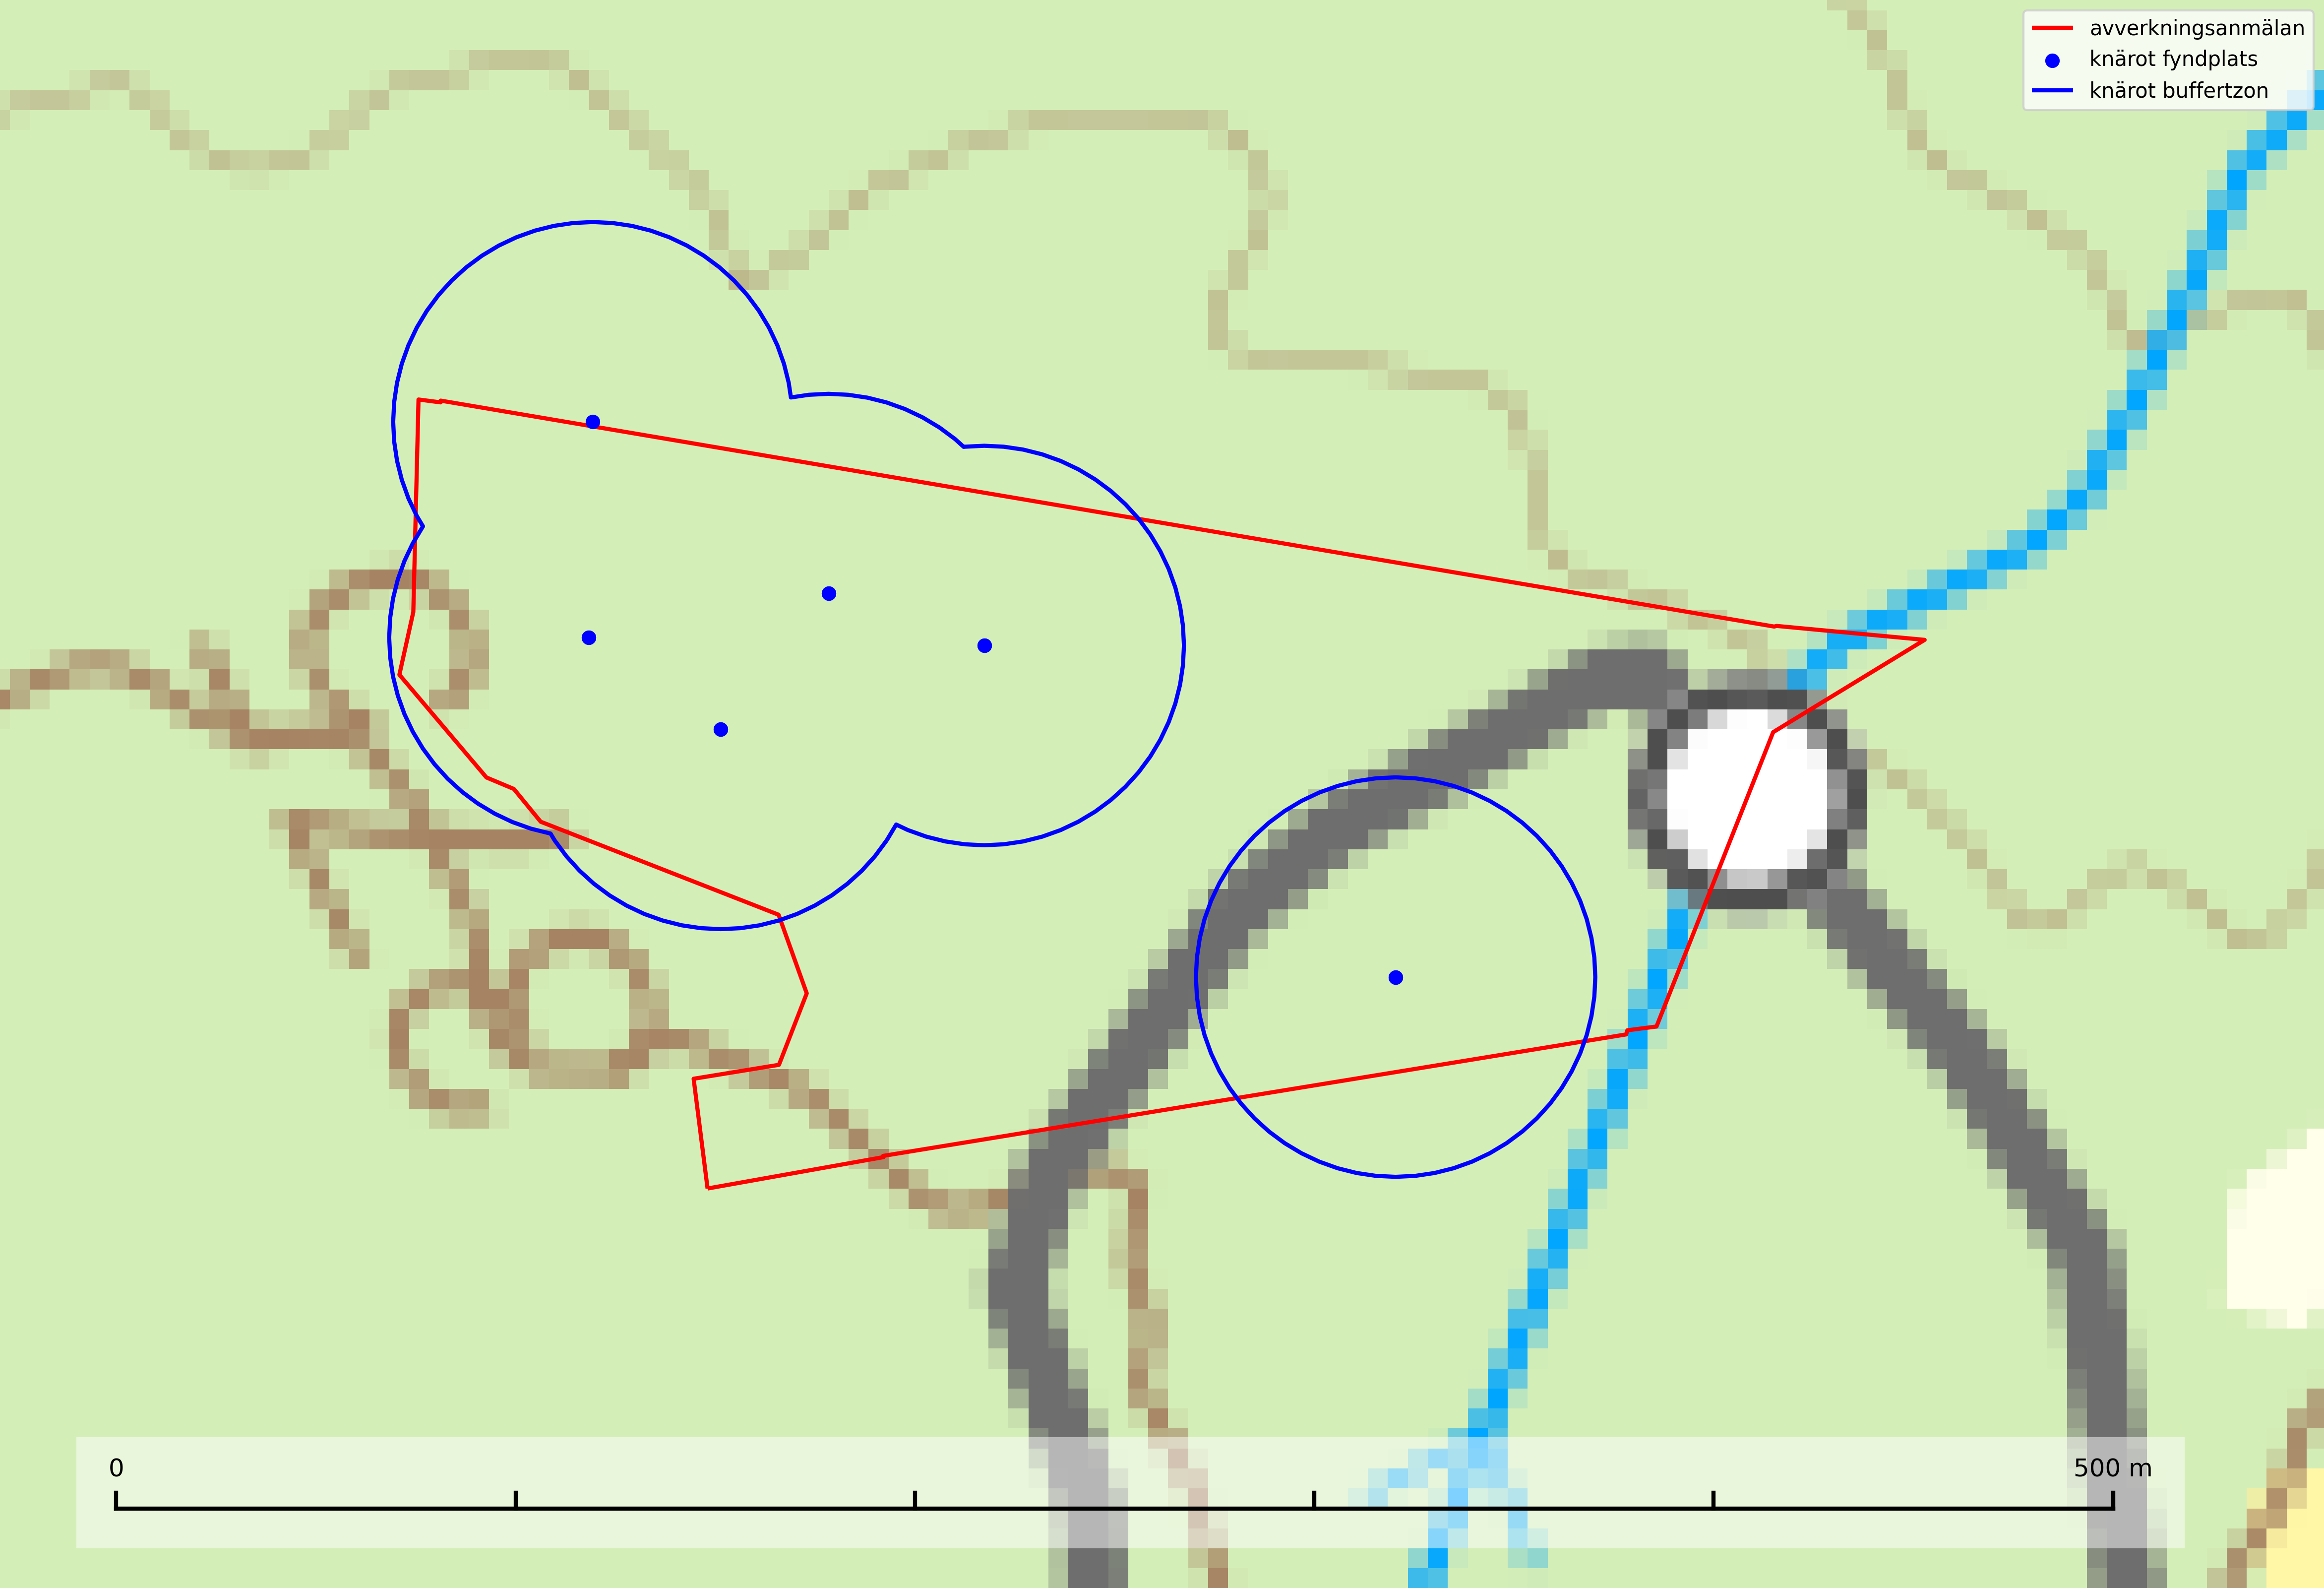 avverkningsanmälan
knärot fyndplats
knärot buffertzon
0
500 m